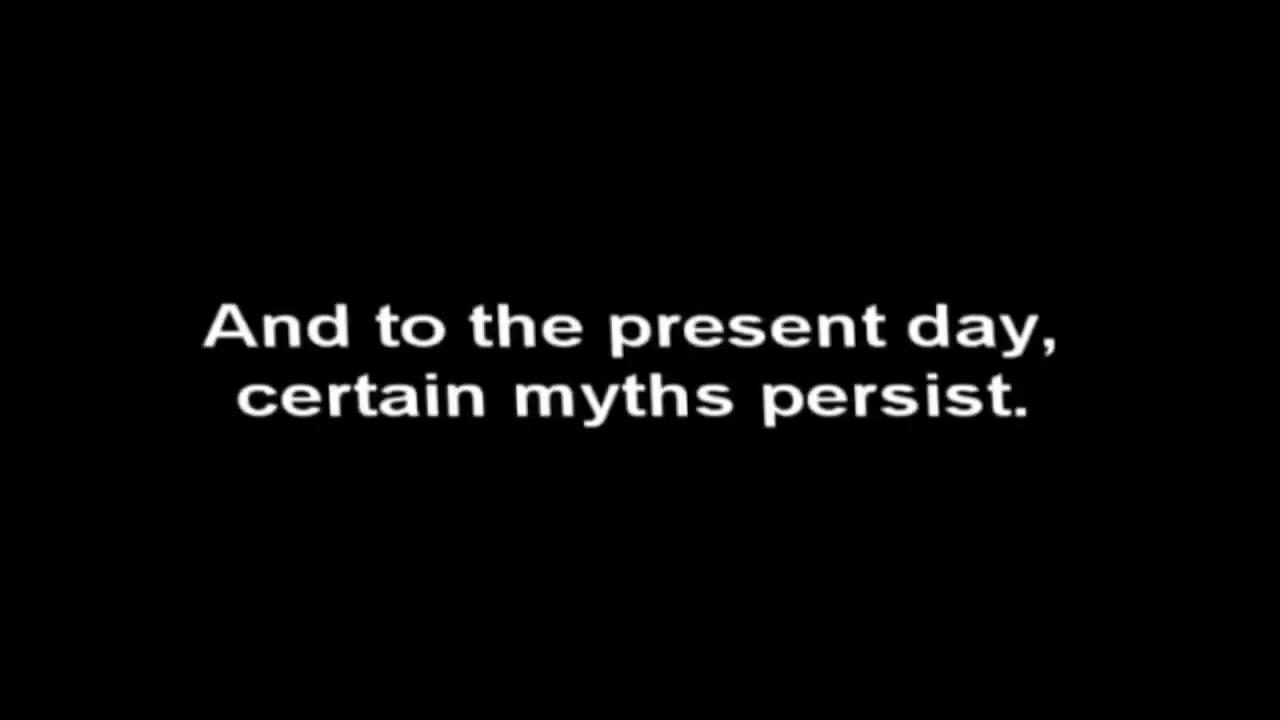 And to the present day,
certain myths persist.